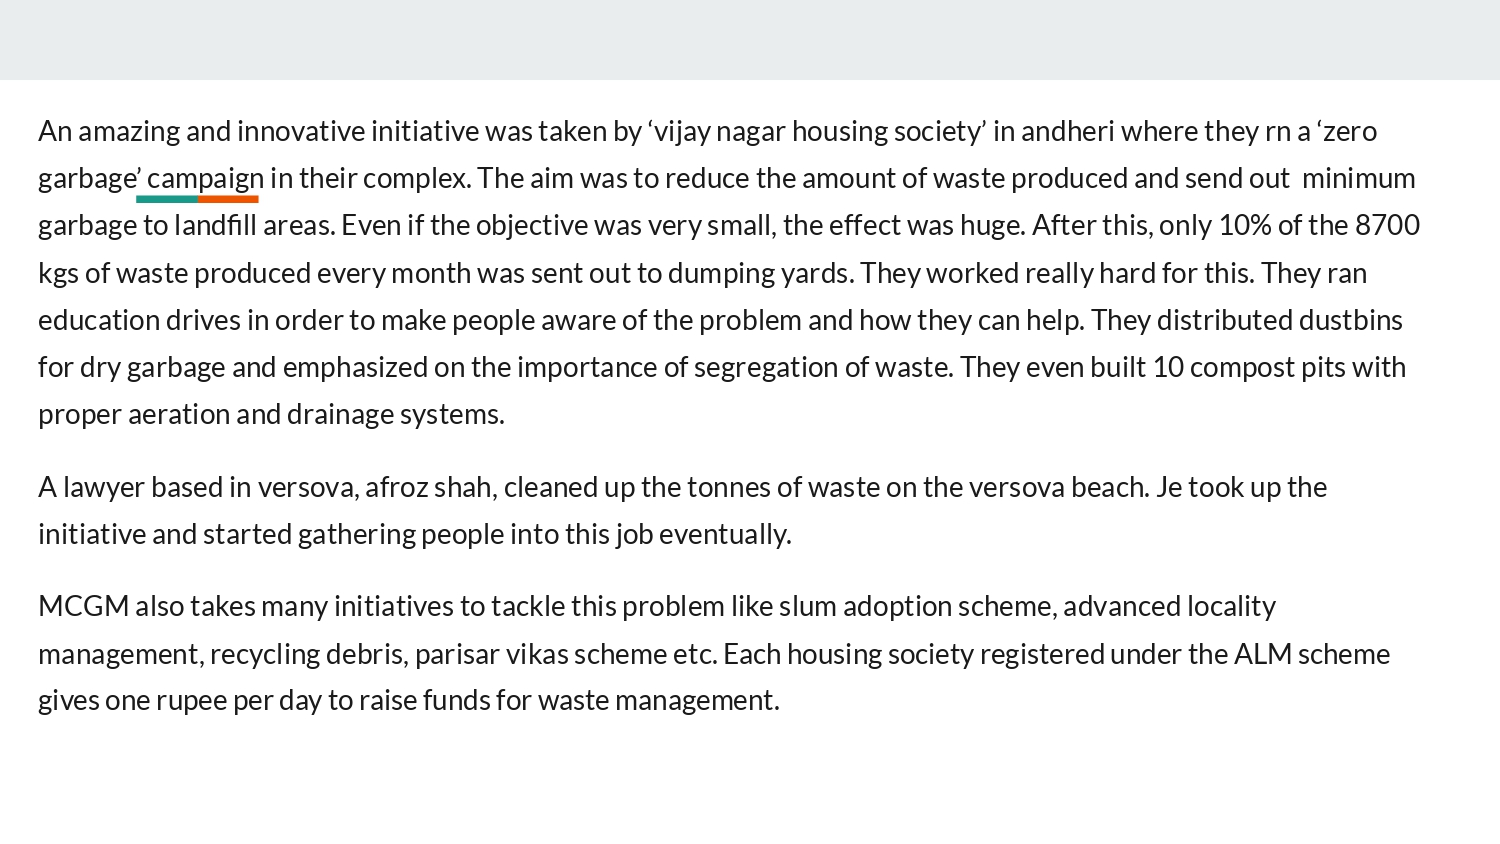 An amazing and innovative initiative was taken by ‘vijay nagar housing society’ in andheri where they rn a ‘zero
garbage’ campaign in their complex. The aim was to reduce the amount of waste produced and send out  minimum
garbage to landfill areas. Even if the objective was very small, the effect was huge. After this, only 10% of the 8700
kgs of waste produced every month was sent out to dumping yards. They worked really hard for this. They ran
education drives in order to make people aware of the problem and how they can help. They distributed dustbins
for dry garbage and emphasized on the importance of segregation of waste. They even built 10 compost pits with
proper aeration and drainage systems.
A lawyer based in versova, afroz shah, cleaned up the tonnes of waste on the versova beach. Je took up the
initiative and started gathering people into this job eventually.
MCGM also takes many initiatives to tackle this problem like slum adoption scheme, advanced locality
management, recycling debris, parisar vikas scheme etc. Each housing society registered under the ALM scheme
gives one rupee per day to raise funds for waste management.